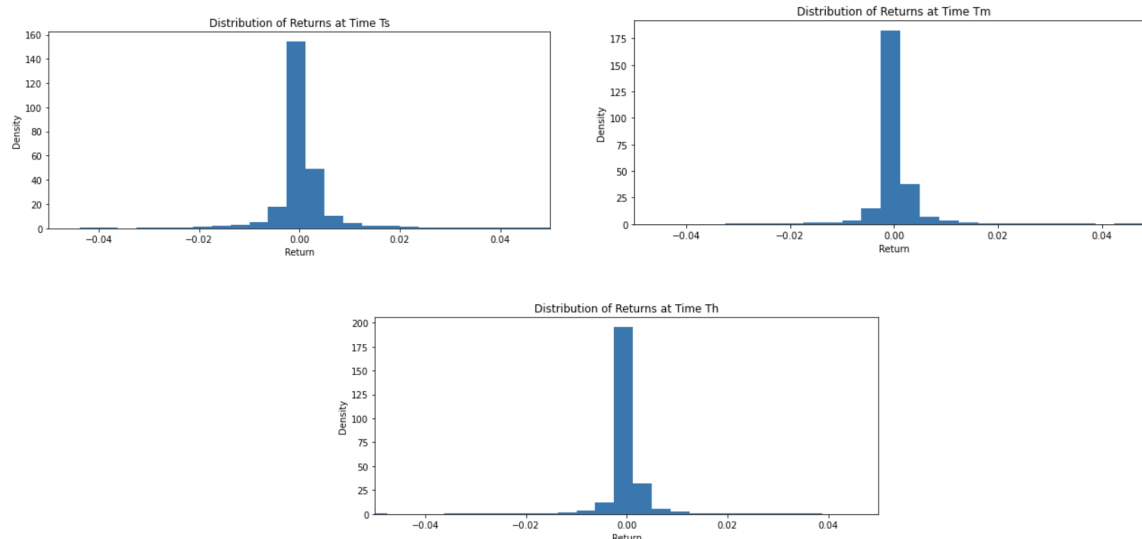 Distribution of Returns at Time Ts
160
140
120
100
80
60
40
20
0
Density
−0.04 −0.02 0.00 0.02 0.04
Return
Distribution of Returns at Time Tm
175
150
125
100
75
50
25
0
Density
−0.04 −0.02 0.00 0.02 0.04
Return
Distribution of Returns at Time Th
200
175
150
125
100
75
50
25
0
Density
−0.04 −0.02 0.00 0.02 0.04
Return